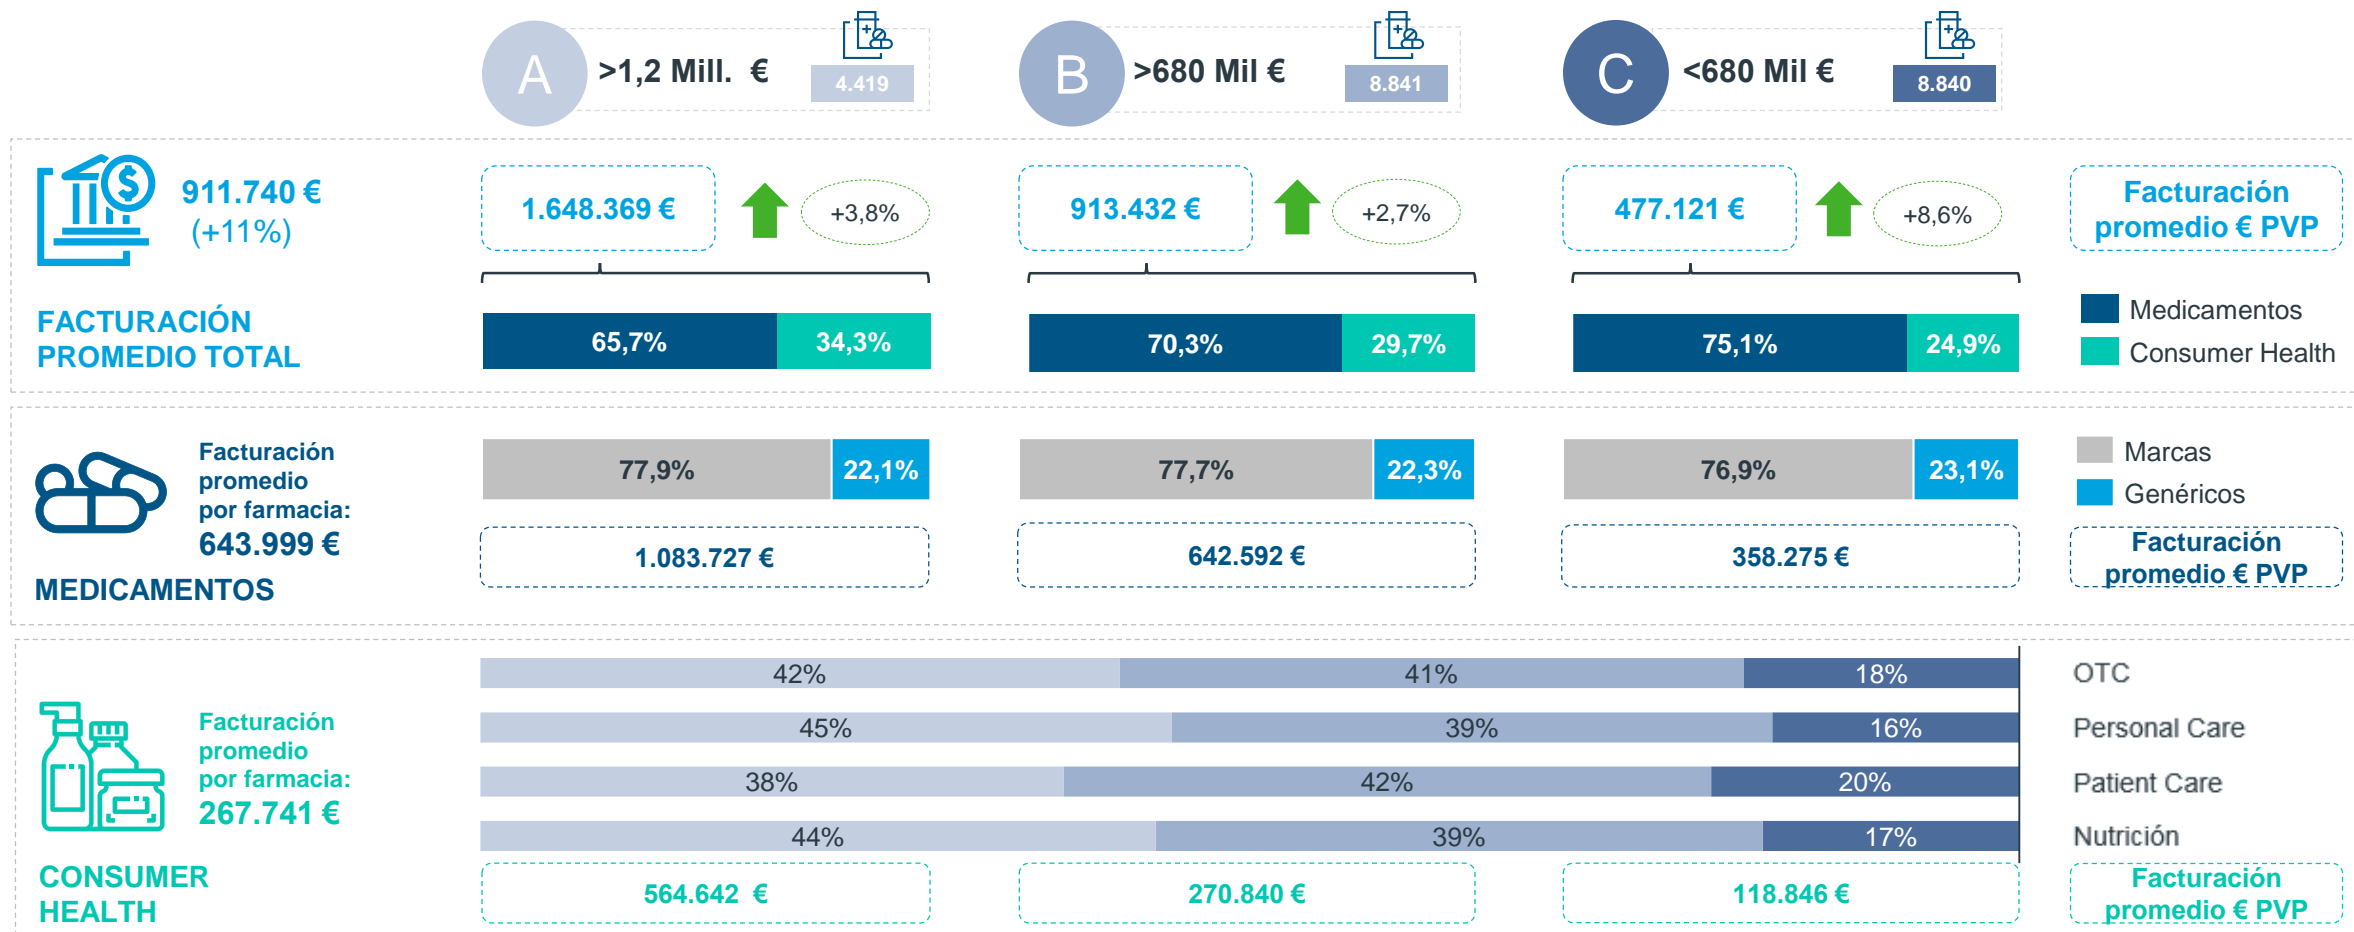 A
>1,2 Mill. €
4.419
B
>680 Mil €
8.841
C
<680 Mil €
8.840
911.740 €
(+11%)
FACTURACIÓN
PROMEDIO TOTAL
1.648.369 €
+3,8%
913.432 €
+2,7%
477.121 €
+8,6%
Facturación
promedio € PVP
65,7%
34,3%
70,3%
29,7%
75,1%
24,9%
Medicamentos
Consumer Health
Facturación
promedio
por farmacia:
643.999 €
MEDICAMENTOS
77,9%
22,1%
77,7%
22,3%
76,9%
23,1%
Marcas
Genéricos
1.083.727 €
642.592 €
358.275 €
Facturación
promedio € PVP
Facturación
promedio
por farmacia:
267.741 €
CONSUMER
HEALTH
42%
41%
18%
OTC
45%
39%
16%
Personal Care
38%
42%
20%
Patient Care
44%
39%
17%
Nutrición
564.642 €
270.840 €
118.846 €
Facturación
promedio € PVP